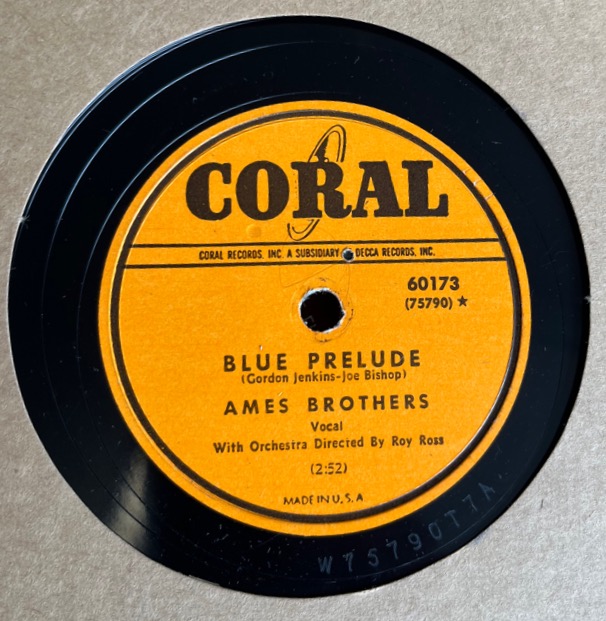 CORAL
CORAL RECORDS, INC. A SUBSIDIARY DECCA RECORDS, INC.
60173
(75790) ★
BLUE PRELUDE
(Gordon Jenkins-Joe Bishop)
AMES BROTHERS
Vocal
With Orchestra Directed By Roy Ross
(2:52)
MADE IN U. S. A
W75790T7A